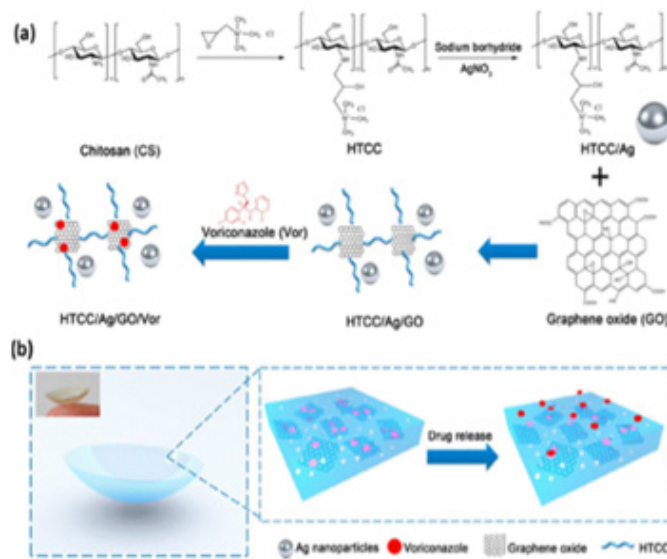 (a)
Sodium borhydride
AgNO3
Chitosan (CS)
HTCC
HTCC/Ag
+
Voriconazole (Vor)
HTCC/Ag/GO/Vor
HTCC/Ag/GO
Graphene oxide (GO)
(b)
Drug release
Ag nanoparticles
Voriconazole
Graphene oxide
HTCC